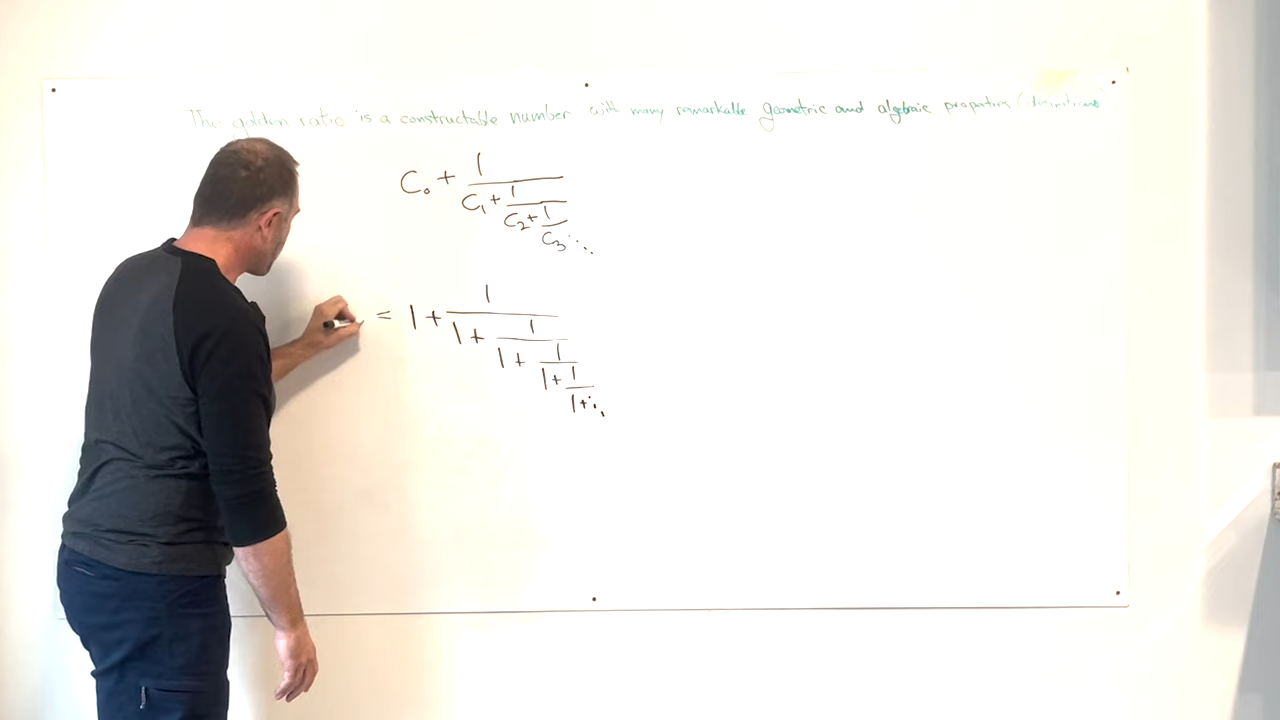 The golden ratio is a constructable number with many remarkable geometric and algebraic properties (definitions
C₀ + 1
C₁ + 1
C₂ + 1
C₃ ⋱
= 1 + 1
1 + 1
1 + 1
1 + 1
1 + ⋱